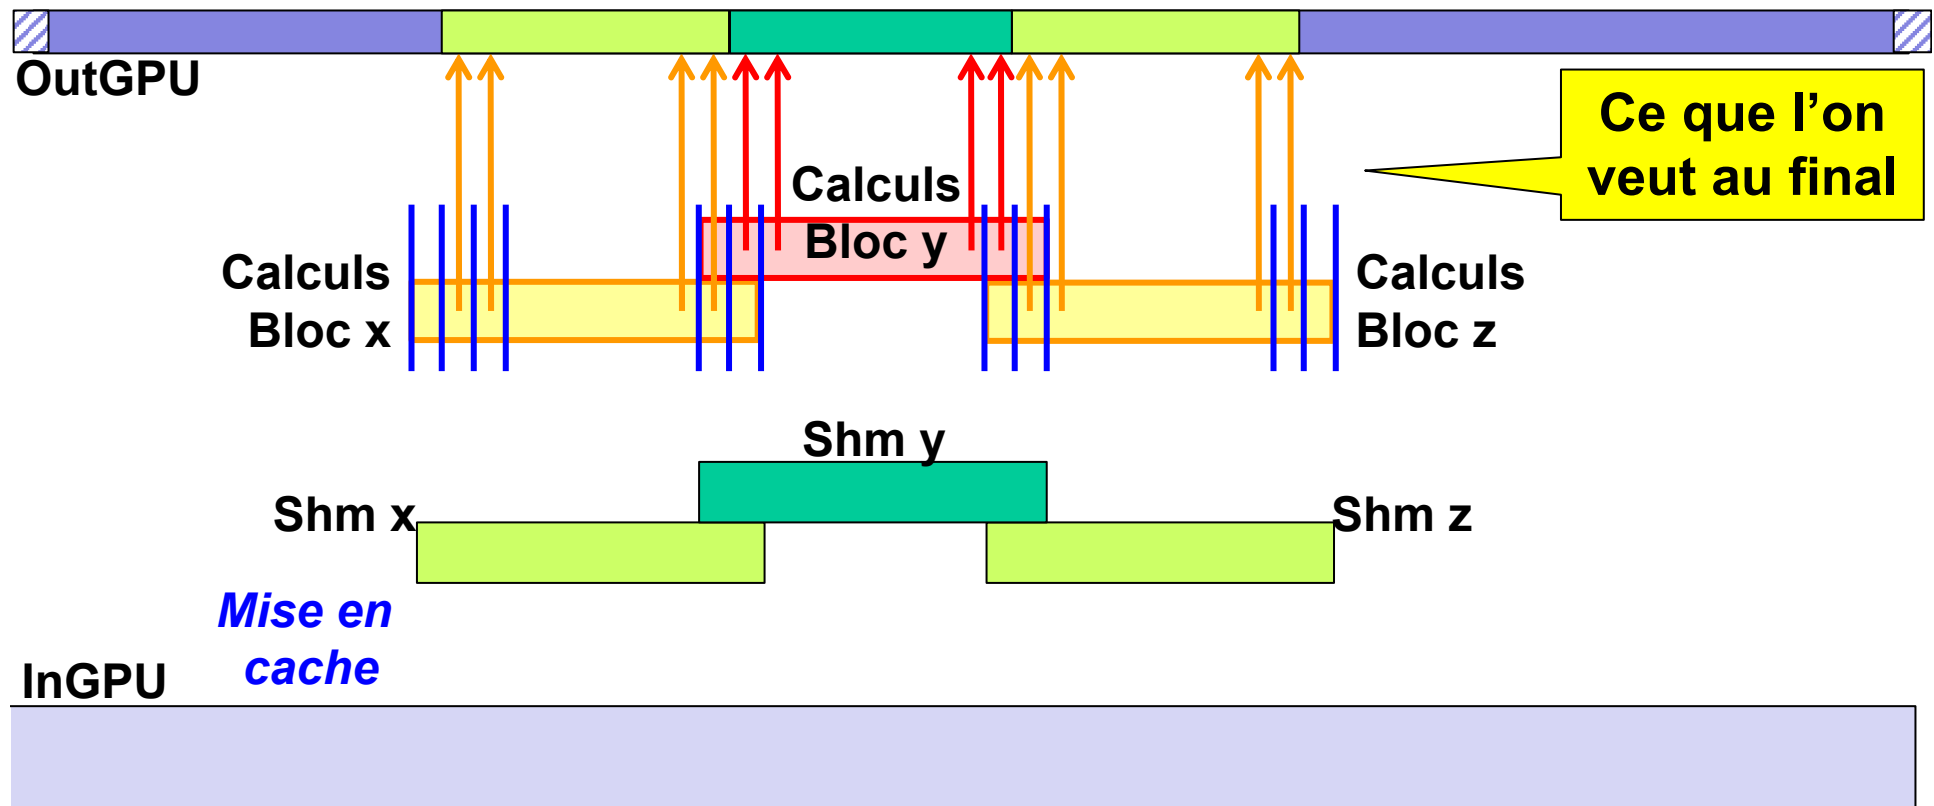 OutGPU
Ce que l’on
veut au final
Calculs
Bloc y
Calculs
Bloc x
Calculs
Bloc z
Shm y
Shm x
Shm z
Mise en
cache
InGPU